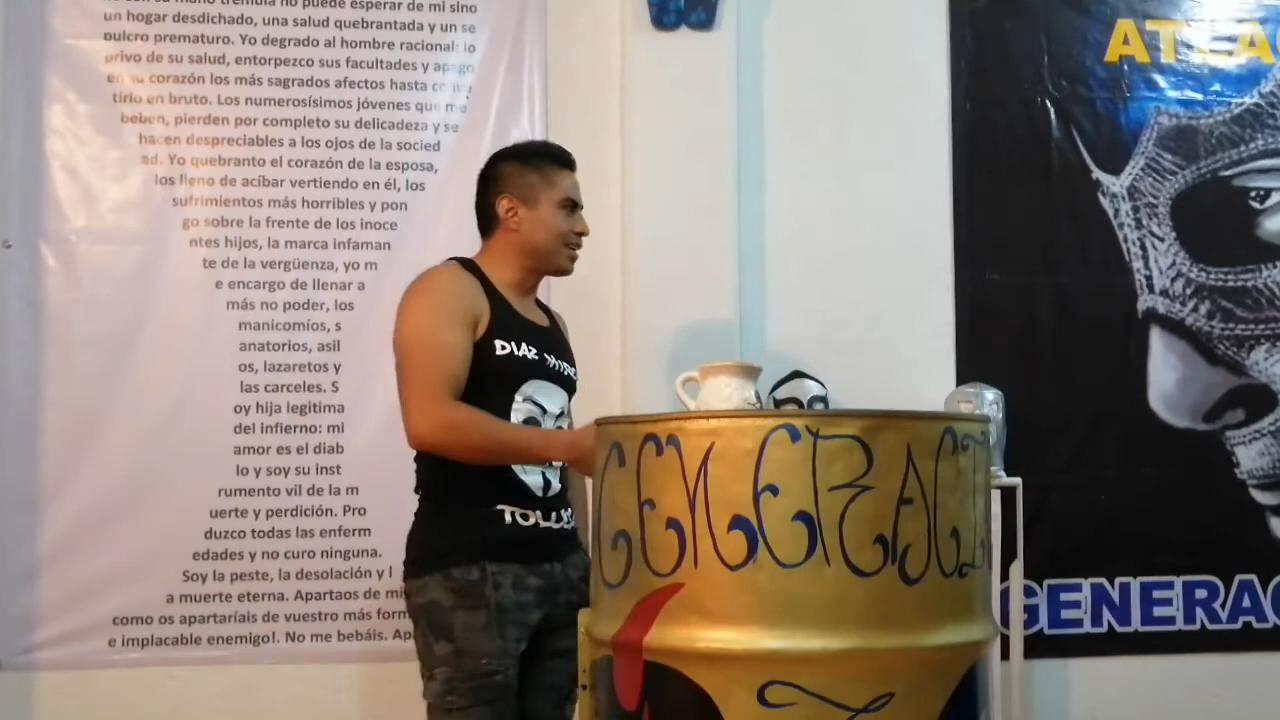 con su mano trémula no puede esperar de mi sino
un hogar desdichado, una salud quebrantada y un se
pulcro prematuro. Yo degrado al hombre racional: lo
privo de su salud, entorpezco sus facultades y apago
en su corazón los más sagrados afectos hasta conve
tirlo en bruto. Los numerosísimos jóvenes que me
beben, pierden por completo su delicadeza y se
hacen despreciables a los ojos de la socied
ad. Yo quebranto el corazón de la esposa,
los lleno de acíbar vertiendo en él, los
sufrimientos más horribles y pon
go sobre la frente de los inoce
ntes hijos, la marca infaman
te de la vergüenza, yo m
e encargo de llenar a
más no poder, los
manicomíos, s
anatorios, asil
os, lazaretos y
las carceles. S
oy hija legitima
del infierno: mi
amor es el diab
lo y soy su inst
rumento vil de la m
uerte y perdición. Pro
duzco todas las enferm
edades y no curo ninguna.
Soy la peste, la desolación y l
a muerte eterna. Apartaos de mi
como os apartaríais de vuestro más form
e implacable enemigo!. No me bebáis. Apa
DIAZ MIRO
TOLUC
GENERACI
ATLA
GENERA